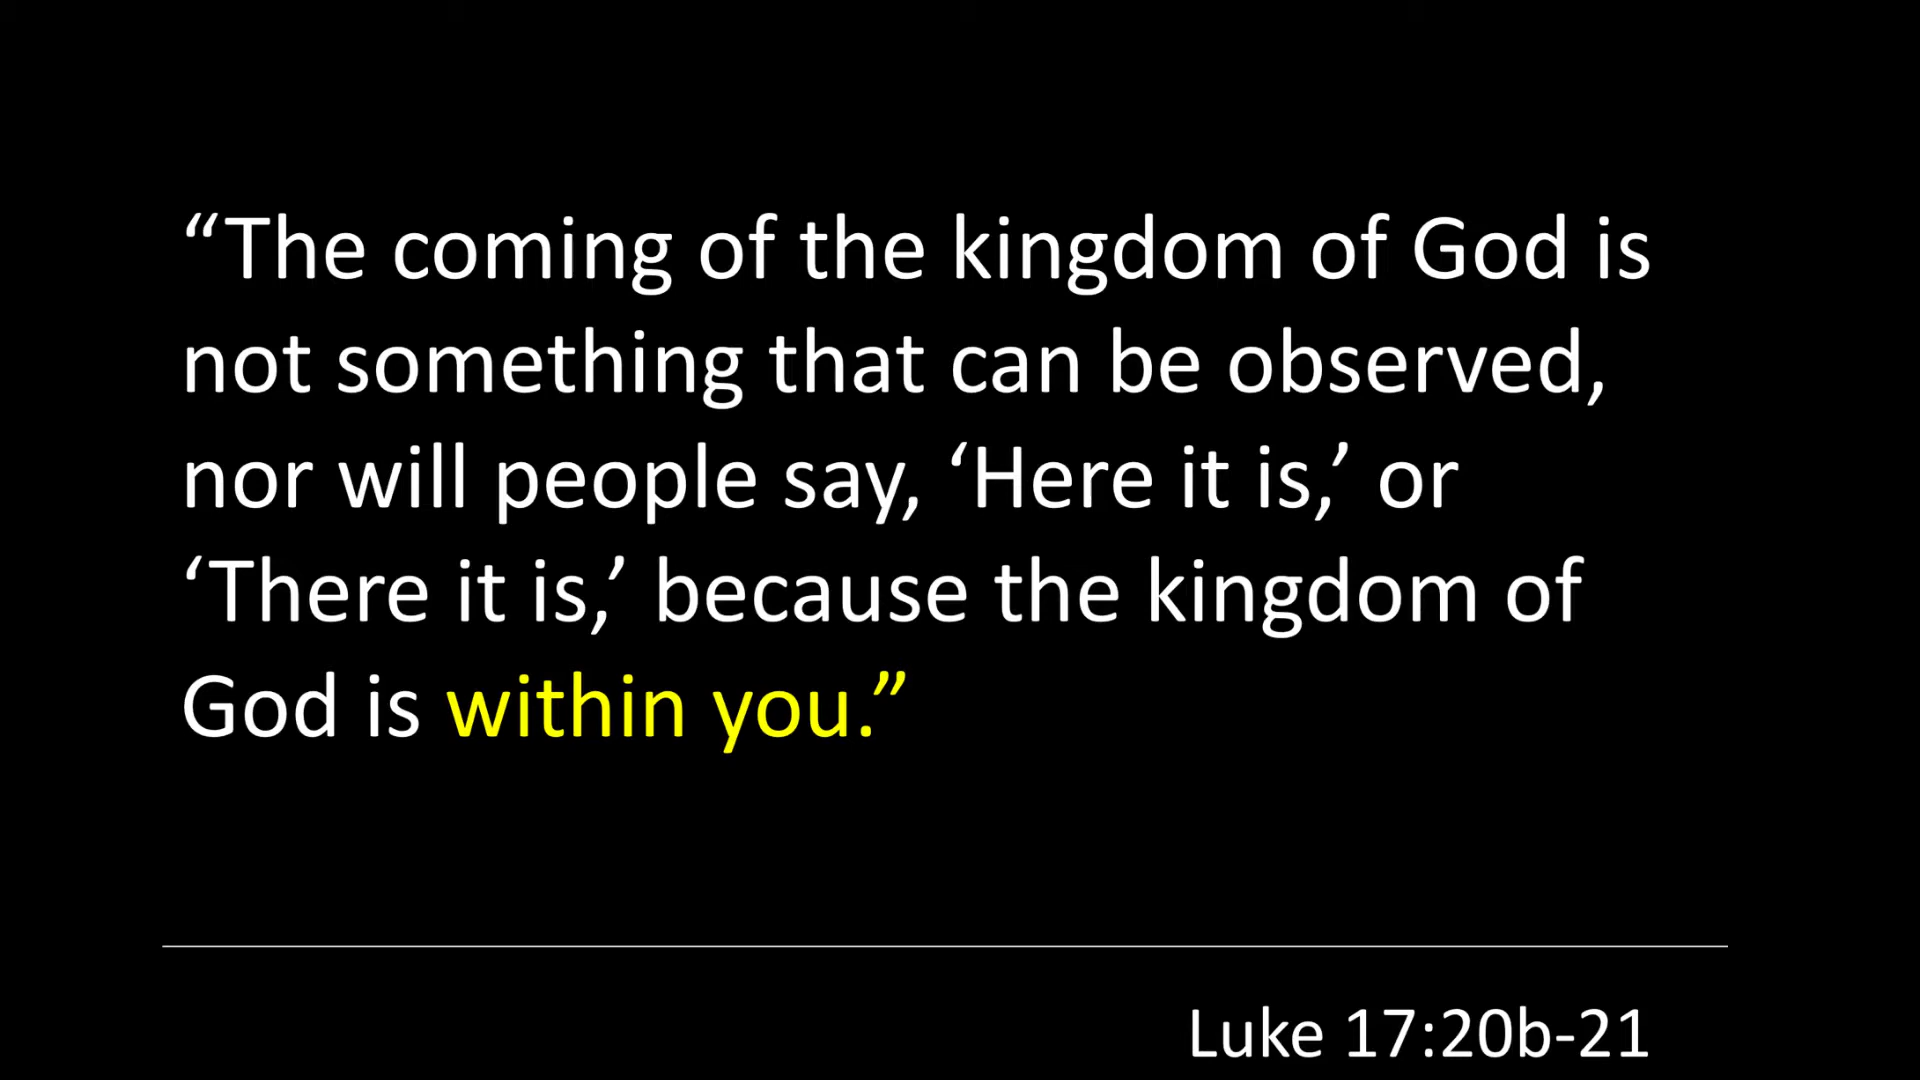 “The coming of the kingdom of God is
not something that can be observed,
nor will people say, ‘Here it is,’ or
‘There it is,’ because the kingdom of
God is within you.”
Luke 17:20b-21